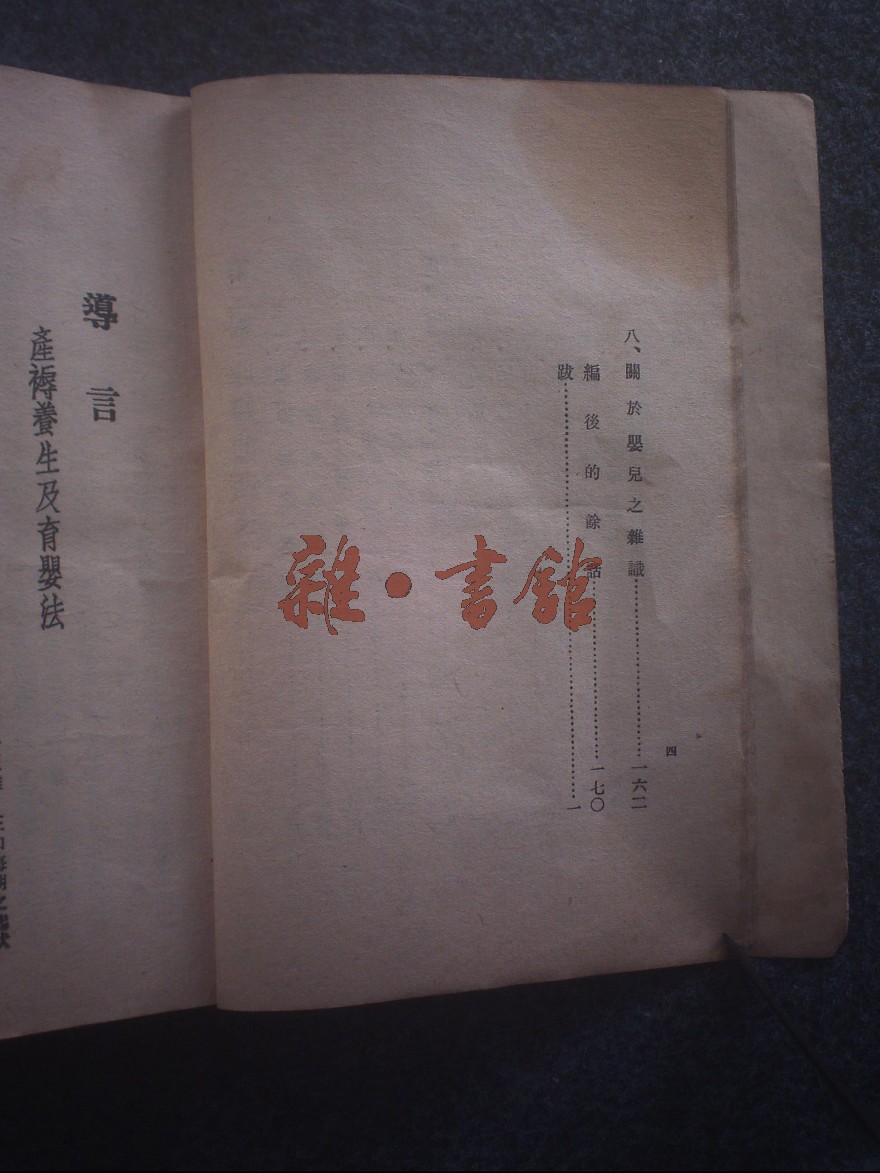 八、關於嬰兒之雜識……一六二
編後的餘話……一七〇
跋……一
四
導言
產褥養生及育嬰法
雜·書館